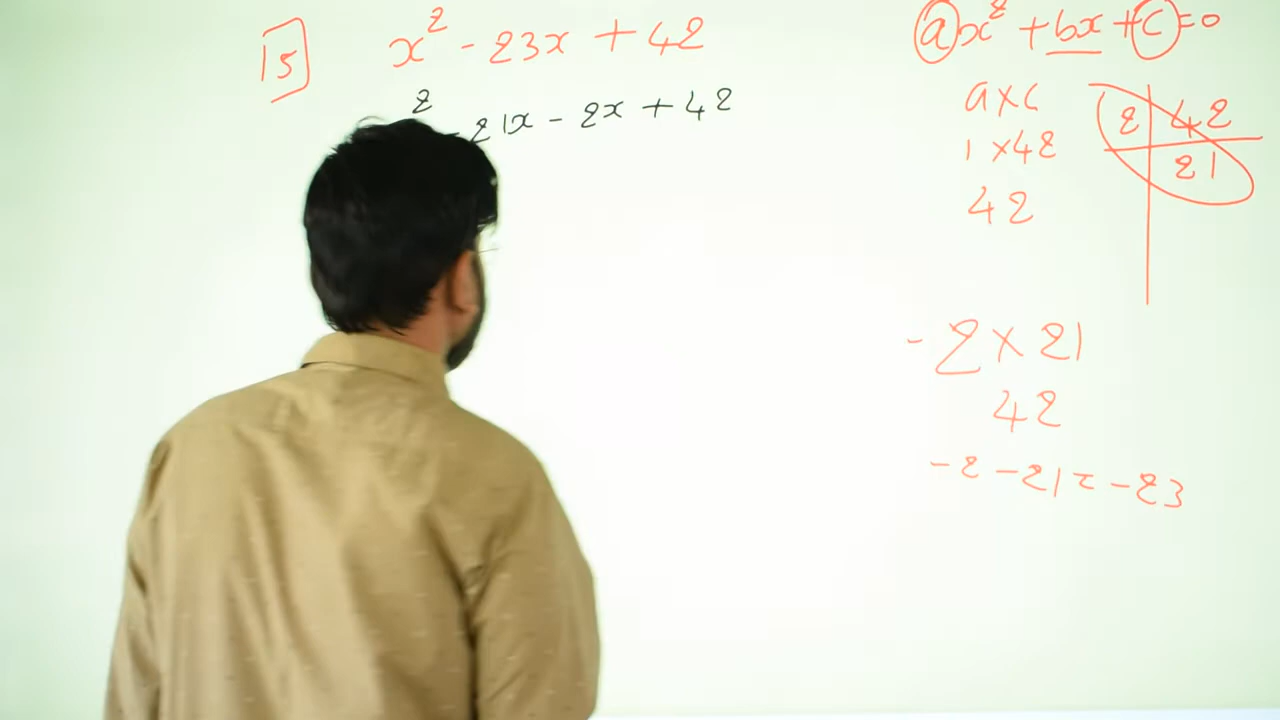 15 x² - 23x + 42
² - 21x - 2x + 42
ax² + bx + c = 0
a x c
1 x 42
42
2 | 42
21
- 2 x 21
42
- 2 - 21 = - 23